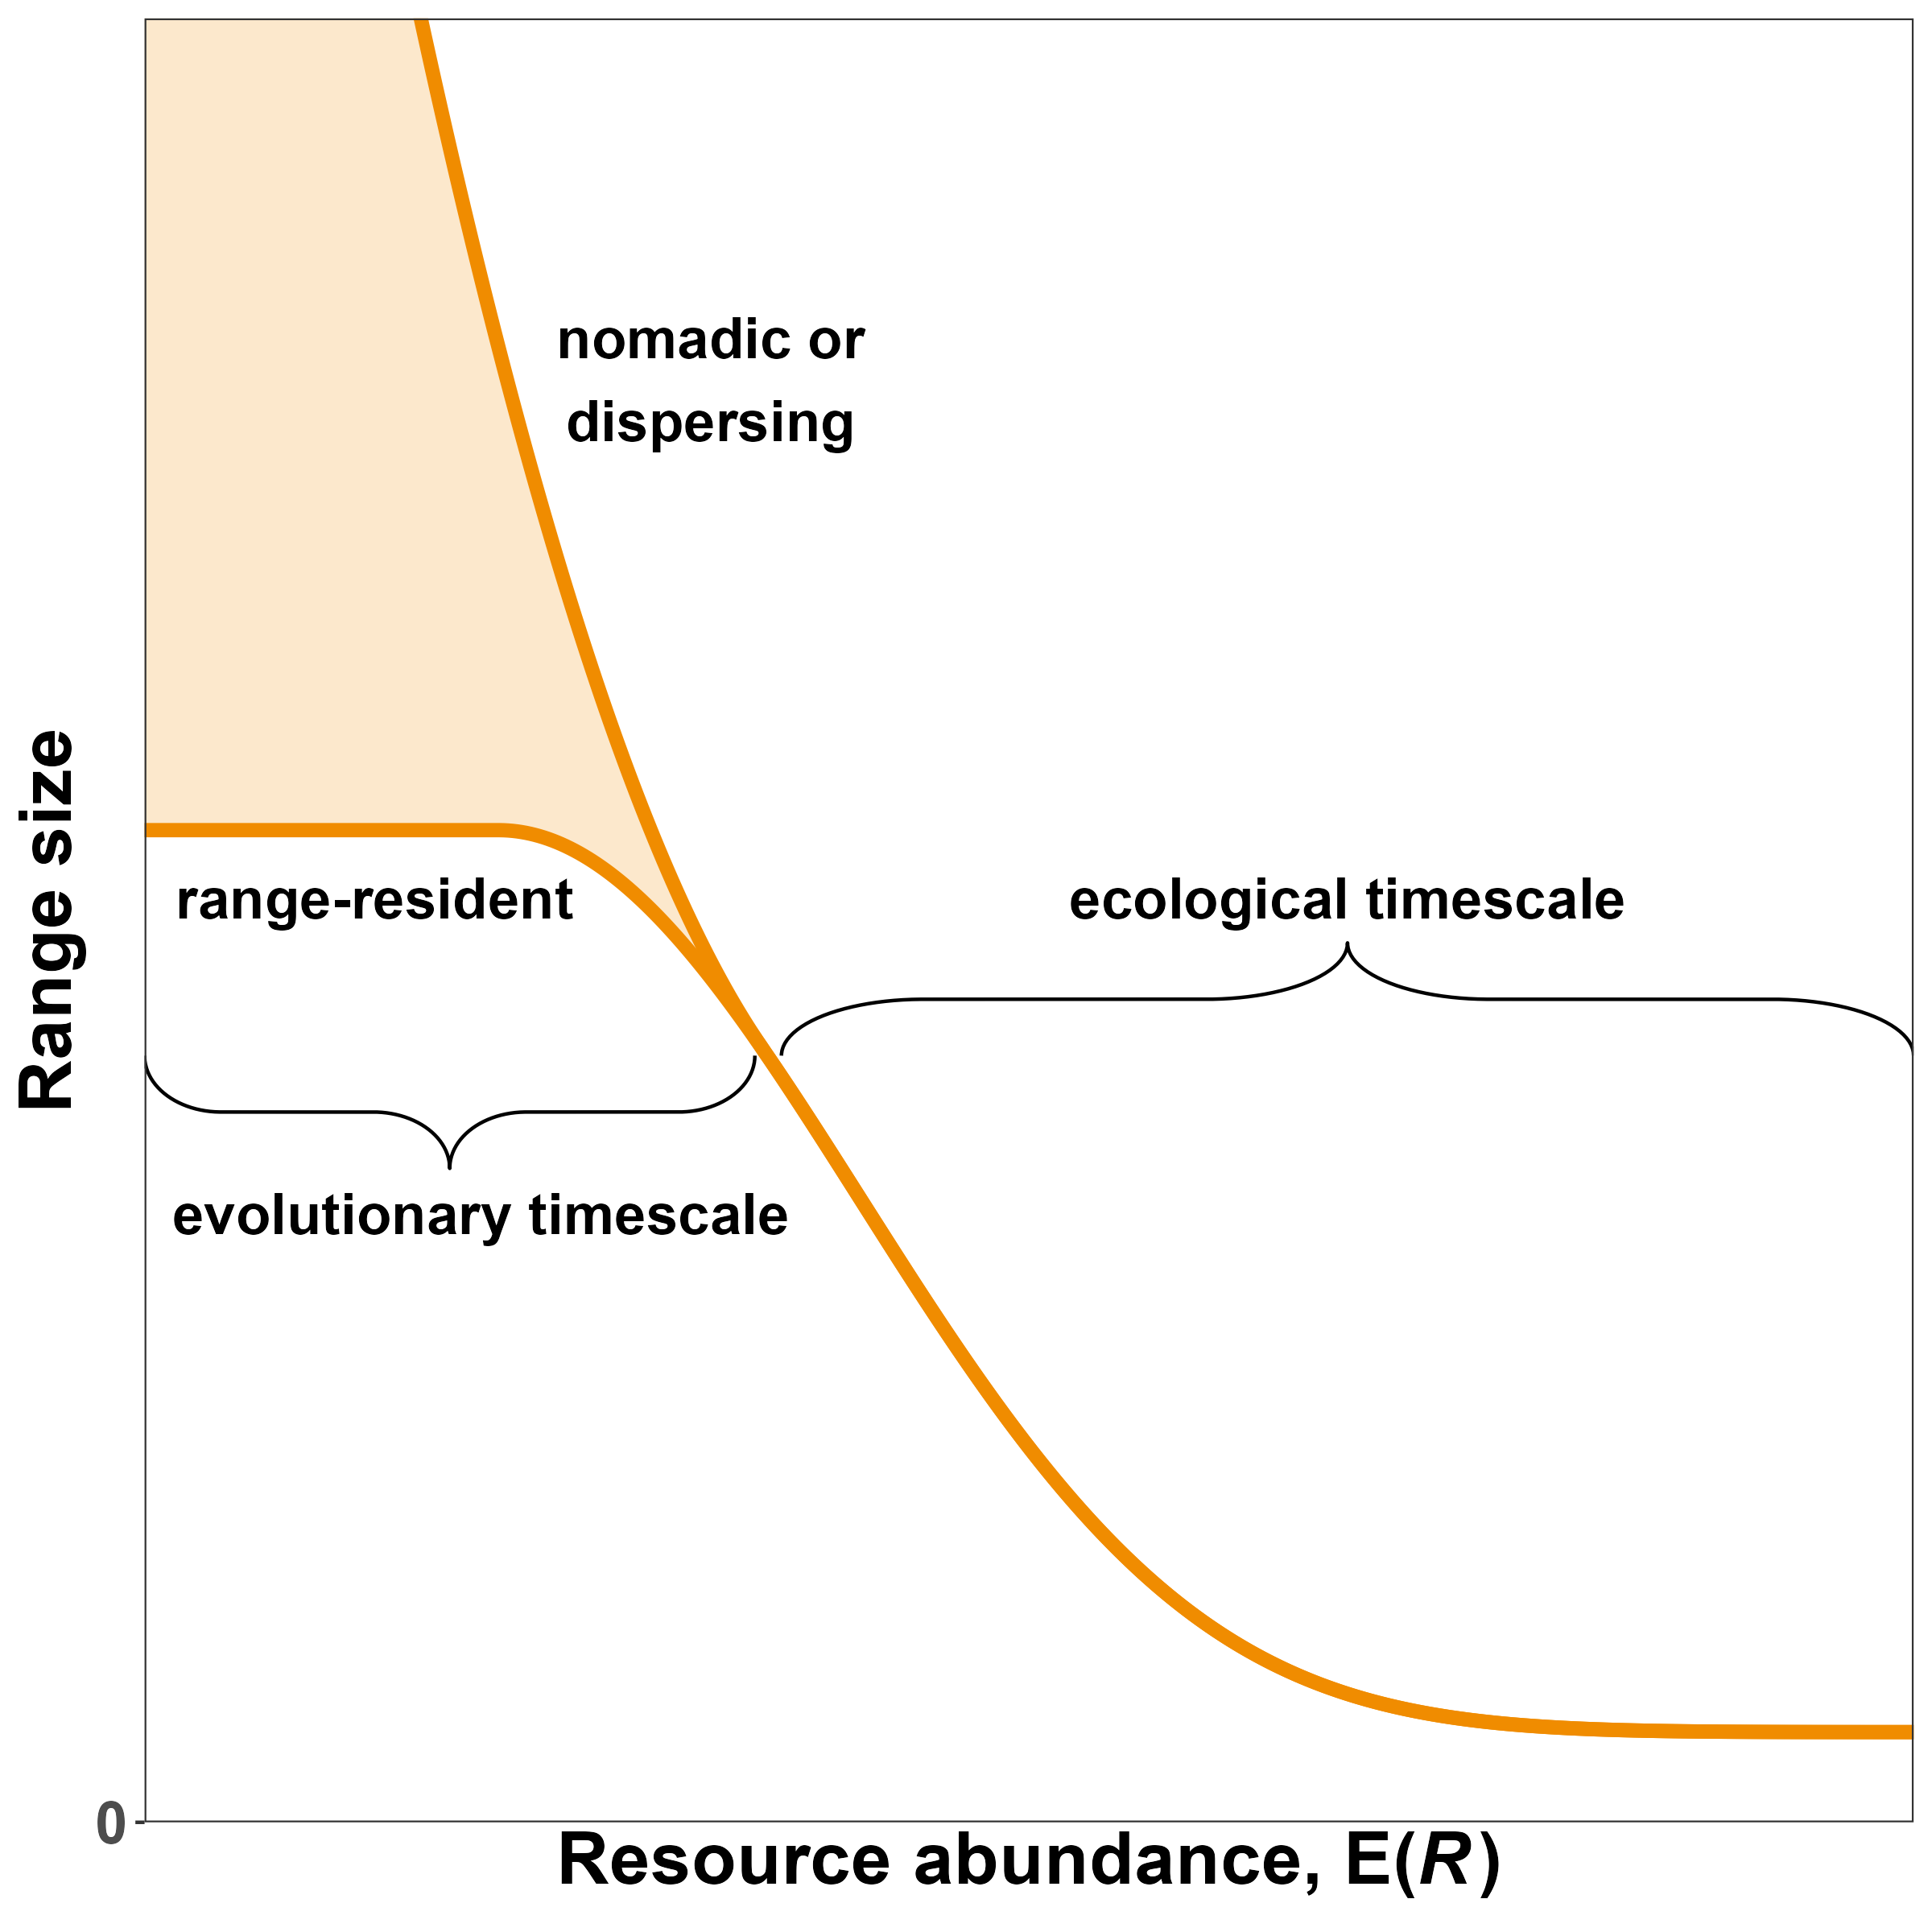 nomadic or
dispersing
Range size
range-resident
ecological timescale
evolutionary timescale
0
Resource abundance, E(R)